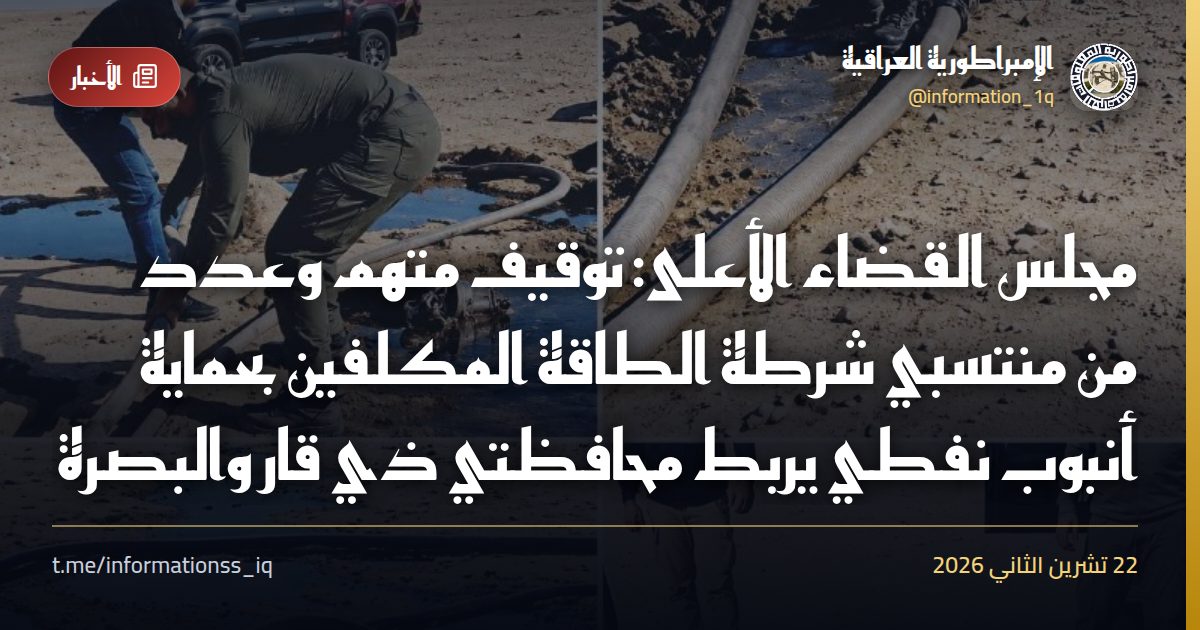 الإمبراطورية العراقية
@information_1q
الأخبار
مجلس القضاء الأعلى: توقيف متهم وعدد
من منتسبي شرطة الطاقة المكلفين بحماية
أنبوب نفطي يربط محافظتي ذي قار والبصرة
22 تشرين الثاني 2026
t.me/informationss_iq